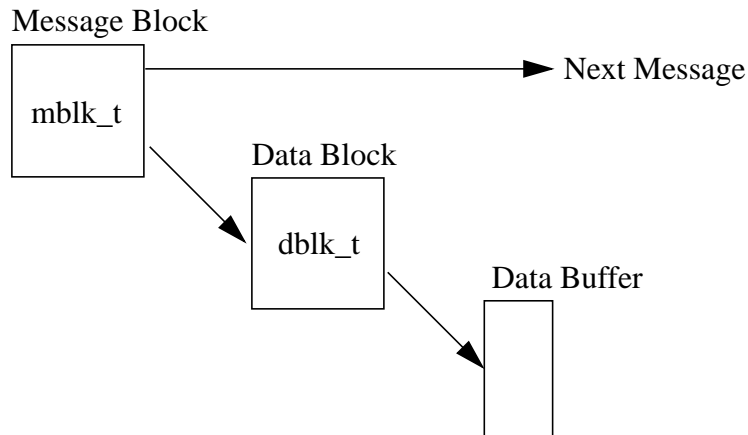 Message Block
Next Message
mblk_t
Data Block
dblk_t
Data Buffer